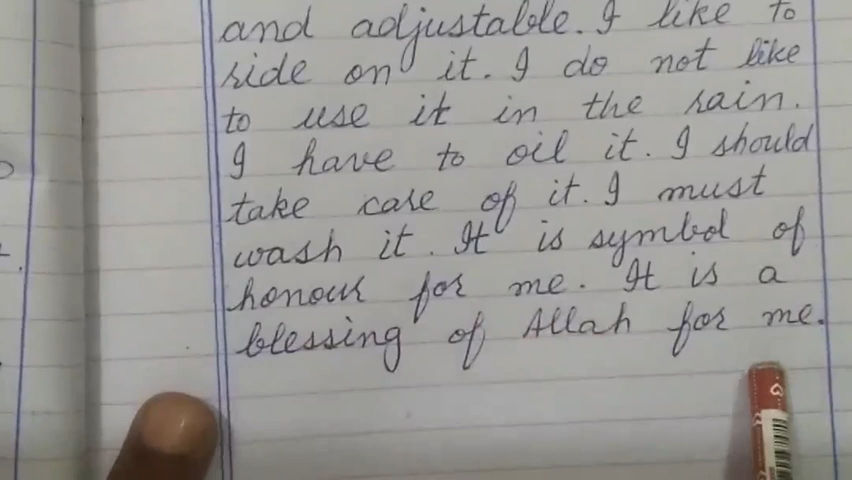 and adjustable. I like to
ride on it. I do not like
to use it in the rain.
I have to oil it. I should
take care of it. I must
wash it. It is symbol of
honour for me. It is a
blessing of Allah for me.